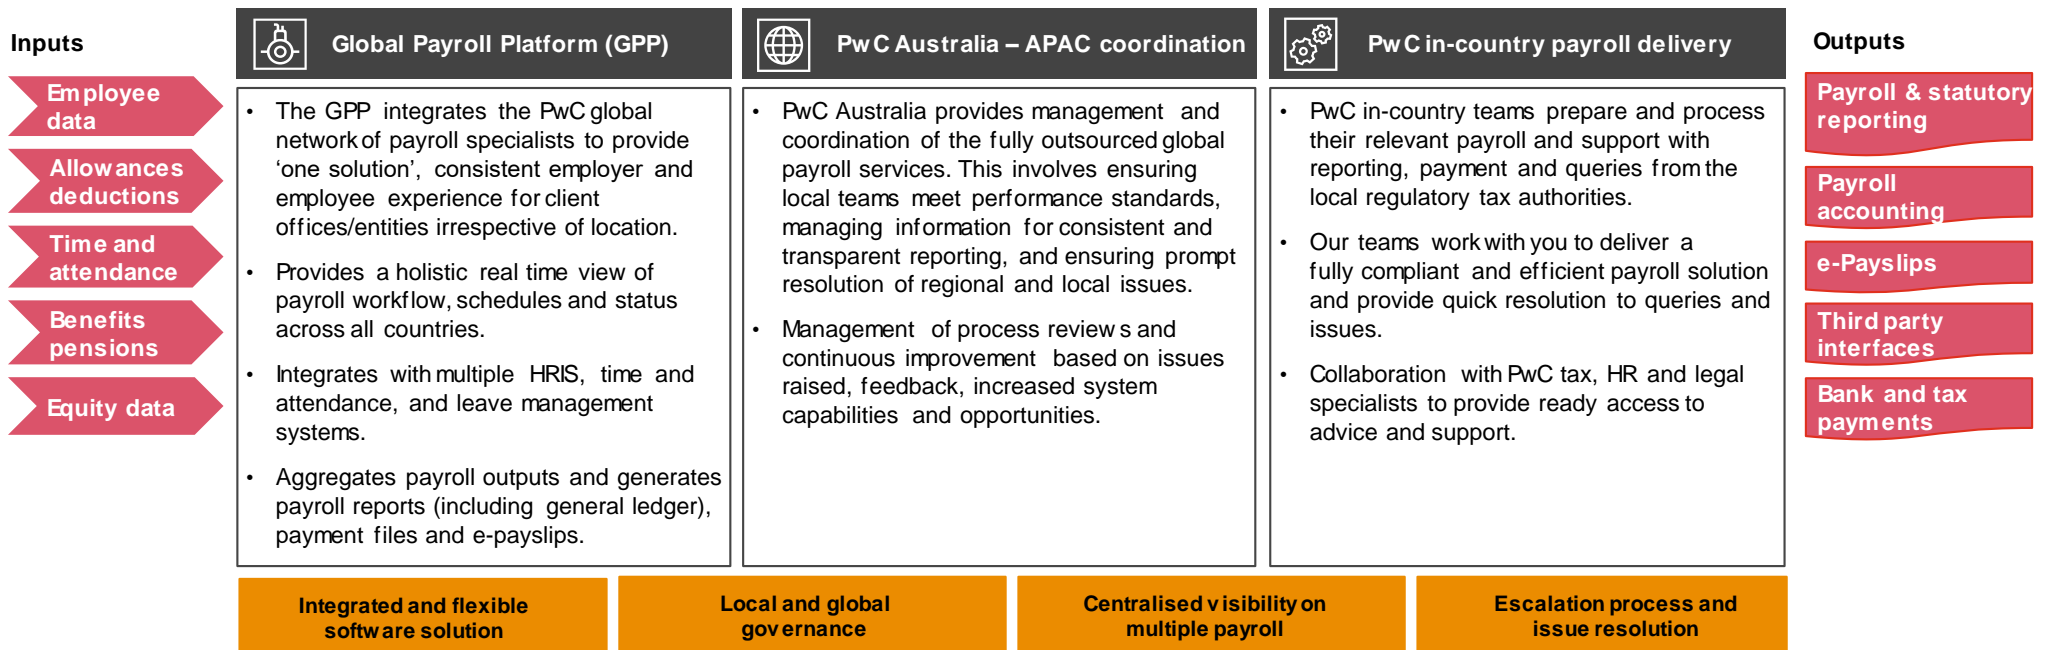 Inputs
Employee
data
Allowances
deductions
Time and
attendance
Benefits
pensions
Equity data
Global Payroll Platform (GPP)
• The GPP integrates the PwC global
network of payroll specialists to provide
‘one solution’, consistent employer and
employee experience for client
offices/entities irrespective of location.
• Provides a holistic real time view of
payroll workflow, schedules and status
across all countries.
• Integrates with multiple HRIS, time and
attendance, and leave management
systems.
• Aggregates payroll outputs and generates
payroll reports (including general ledger),
payment files and e-payslips.
PwC Australia – APAC coordination
• PwC Australia provides management and
coordination of the fully outsourced global
payroll services. This involves ensuring
local teams meet performance standards,
managing information for consistent and
transparent reporting, and ensuring prompt
resolution of regional and local issues.
• Management of process reviews and
continuous improvement based on issues
raised, feedback, increased system
capabilities and opportunities.
PwC in-country payroll delivery
• PwC in-country teams prepare and process
their relevant payroll and support with
reporting, payment and queries from the
local regulatory tax authorities.
• Our teams work with you to deliver a
fully compliant and efficient payroll solution
and provide quick resolution to queries and
issues.
• Collaboration with PwC tax, HR and legal
specialists to provide ready access to
advice and support.
Outputs
Payroll & statutory
reporting
Payroll
accounting
e-Payslips
Third party
interfaces
Bank and tax
payments
Integrated and flexible
software solution
Local and global
governance
Centralised visibility on
multiple payroll
Escalation process and
issue resolution